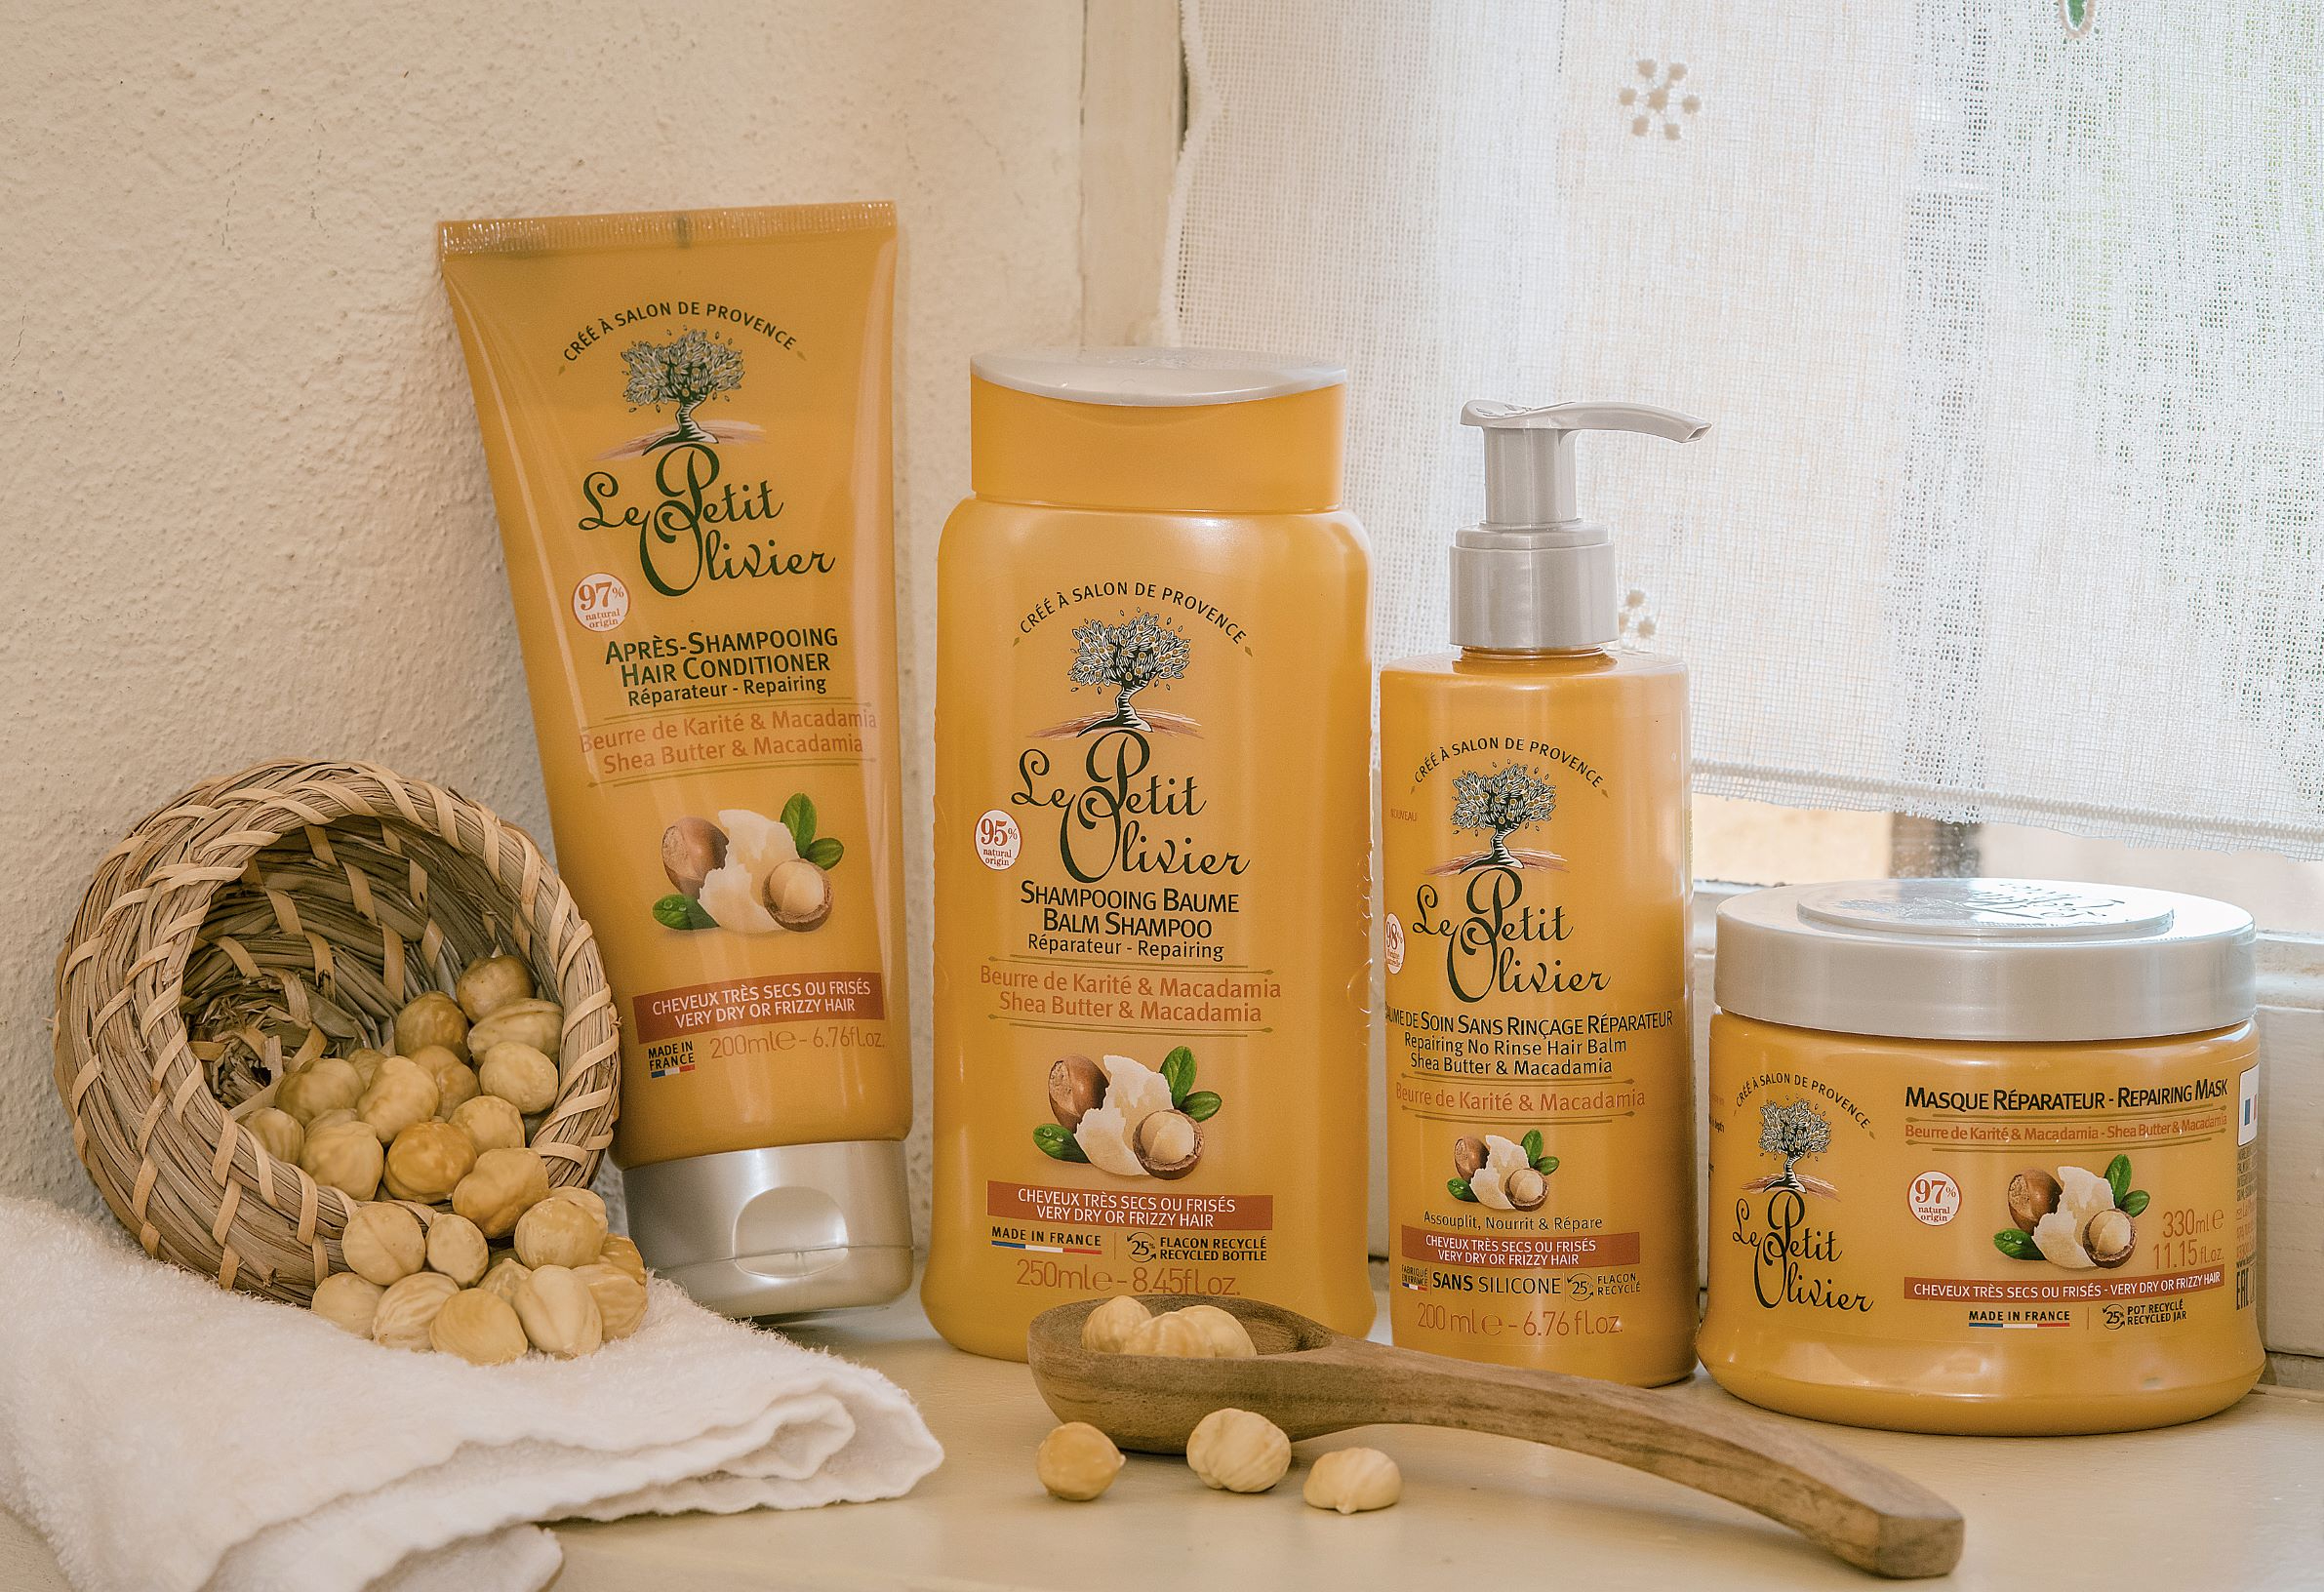 CRÉÉ À SALON DE PROVENCE
Le Petit
Olivier
97%
natural
origin
APRÈS-SHAMPOOING
HAIR CONDITIONER
Réparateur - Repairing
Beurre de Karité & Macadamia
Shea Butter & Macadamia
CHEVEUX TRÈS SECS OU FRISÉS
VERY DRY OR FRIZZY HAIR
MADE IN
FRANCE
200ml e - 6.76fl.oz.
CRÉÉ À SALON DE PROVENCE
Le Petit
Olivier
95%
natural
origin
SHAMPOOING BAUME
BALM SHAMPOO
Réparateur - Repairing
Beurre de Karité & Macadamia
Shea Butter & Macadamia
CHEVEUX TRÈS SECS OU FRISÉS
VERY DRY OR FRIZZY HAIR
MADE IN FRANCE
25%
FLACON RECYCLÉ
RECYCLED BOTTLE
250ml e - 8.45fl.oz.
CRÉÉ À SALON DE PROVENCE
NOUVEAU
Le Petit
Olivier
98%
DE SOIN SANS RINÇAGE RÉPARATEUR
Repairing No Rinse Hair Balm
Shea Butter & Macadamia
Beurre de Karité & Macadamia
Assouplit, Nourrit & Répare
CHEVEUX TRÈS SECS OU FRISÉS
VERY DRY OR FRIZZY HAIR
FABRIQUÉ
EN FRANCE
SANS SILICONE
25%
FLACON
RECYCLÉ
200 ml e - 6.76 fl.oz.
CRÉÉ À SALON DE PROVENCE
Le Petit
Olivier
MASQUE RÉPARATEUR - REPAIRING MASK
Beurre de Karité & Macadamia - Shea Butter & Macadamia
97%
natural
origin
330ml e
11.15 fl.oz.
CHEVEUX TRÈS SECS OU FRISÉS - VERY DRY OR FRIZZY HAIR
MADE IN FRANCE
25%
POT RECYCLÉ
RECYCLED JAR
EAC